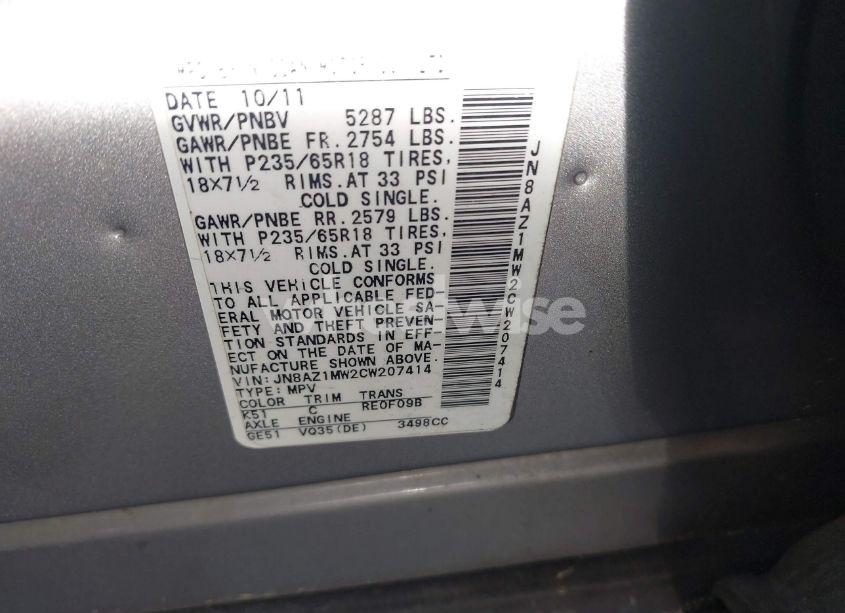 DATE 10/11
GVWR/PNBV 5287 LBS.
GAWR/PNBE FR. 2754 LBS.
WITH P235/65R18 TIRES,
18X7½ RIMS. AT 33 PSI
COLD SINGLE.
GAWR/PNBE RR. 2579 LBS.
WITH P235/65R18 TIRES,
18X7½ RIMS. AT 33 PSI
COLD SINGLE.
THIS VEHICLE CONFORMS
TO ALL APPLICABLE FED-
ERAL MOTOR VEHICLE SA-
FETY AND THEFT PREVEN-
TION STANDARDS IN EFF-
ECT ON THE DATE OF MA-
NUFACTURE SHOWN ABOVE.
VIN: JN8AZ1MW2CW207414
TYPE: MPV
COLOR TRIM TRANS
K51 C RE0F09B
AXLE ENGINE
GE51 VQ35(DE) 3498CC
JN8AZ1MW2CW207414